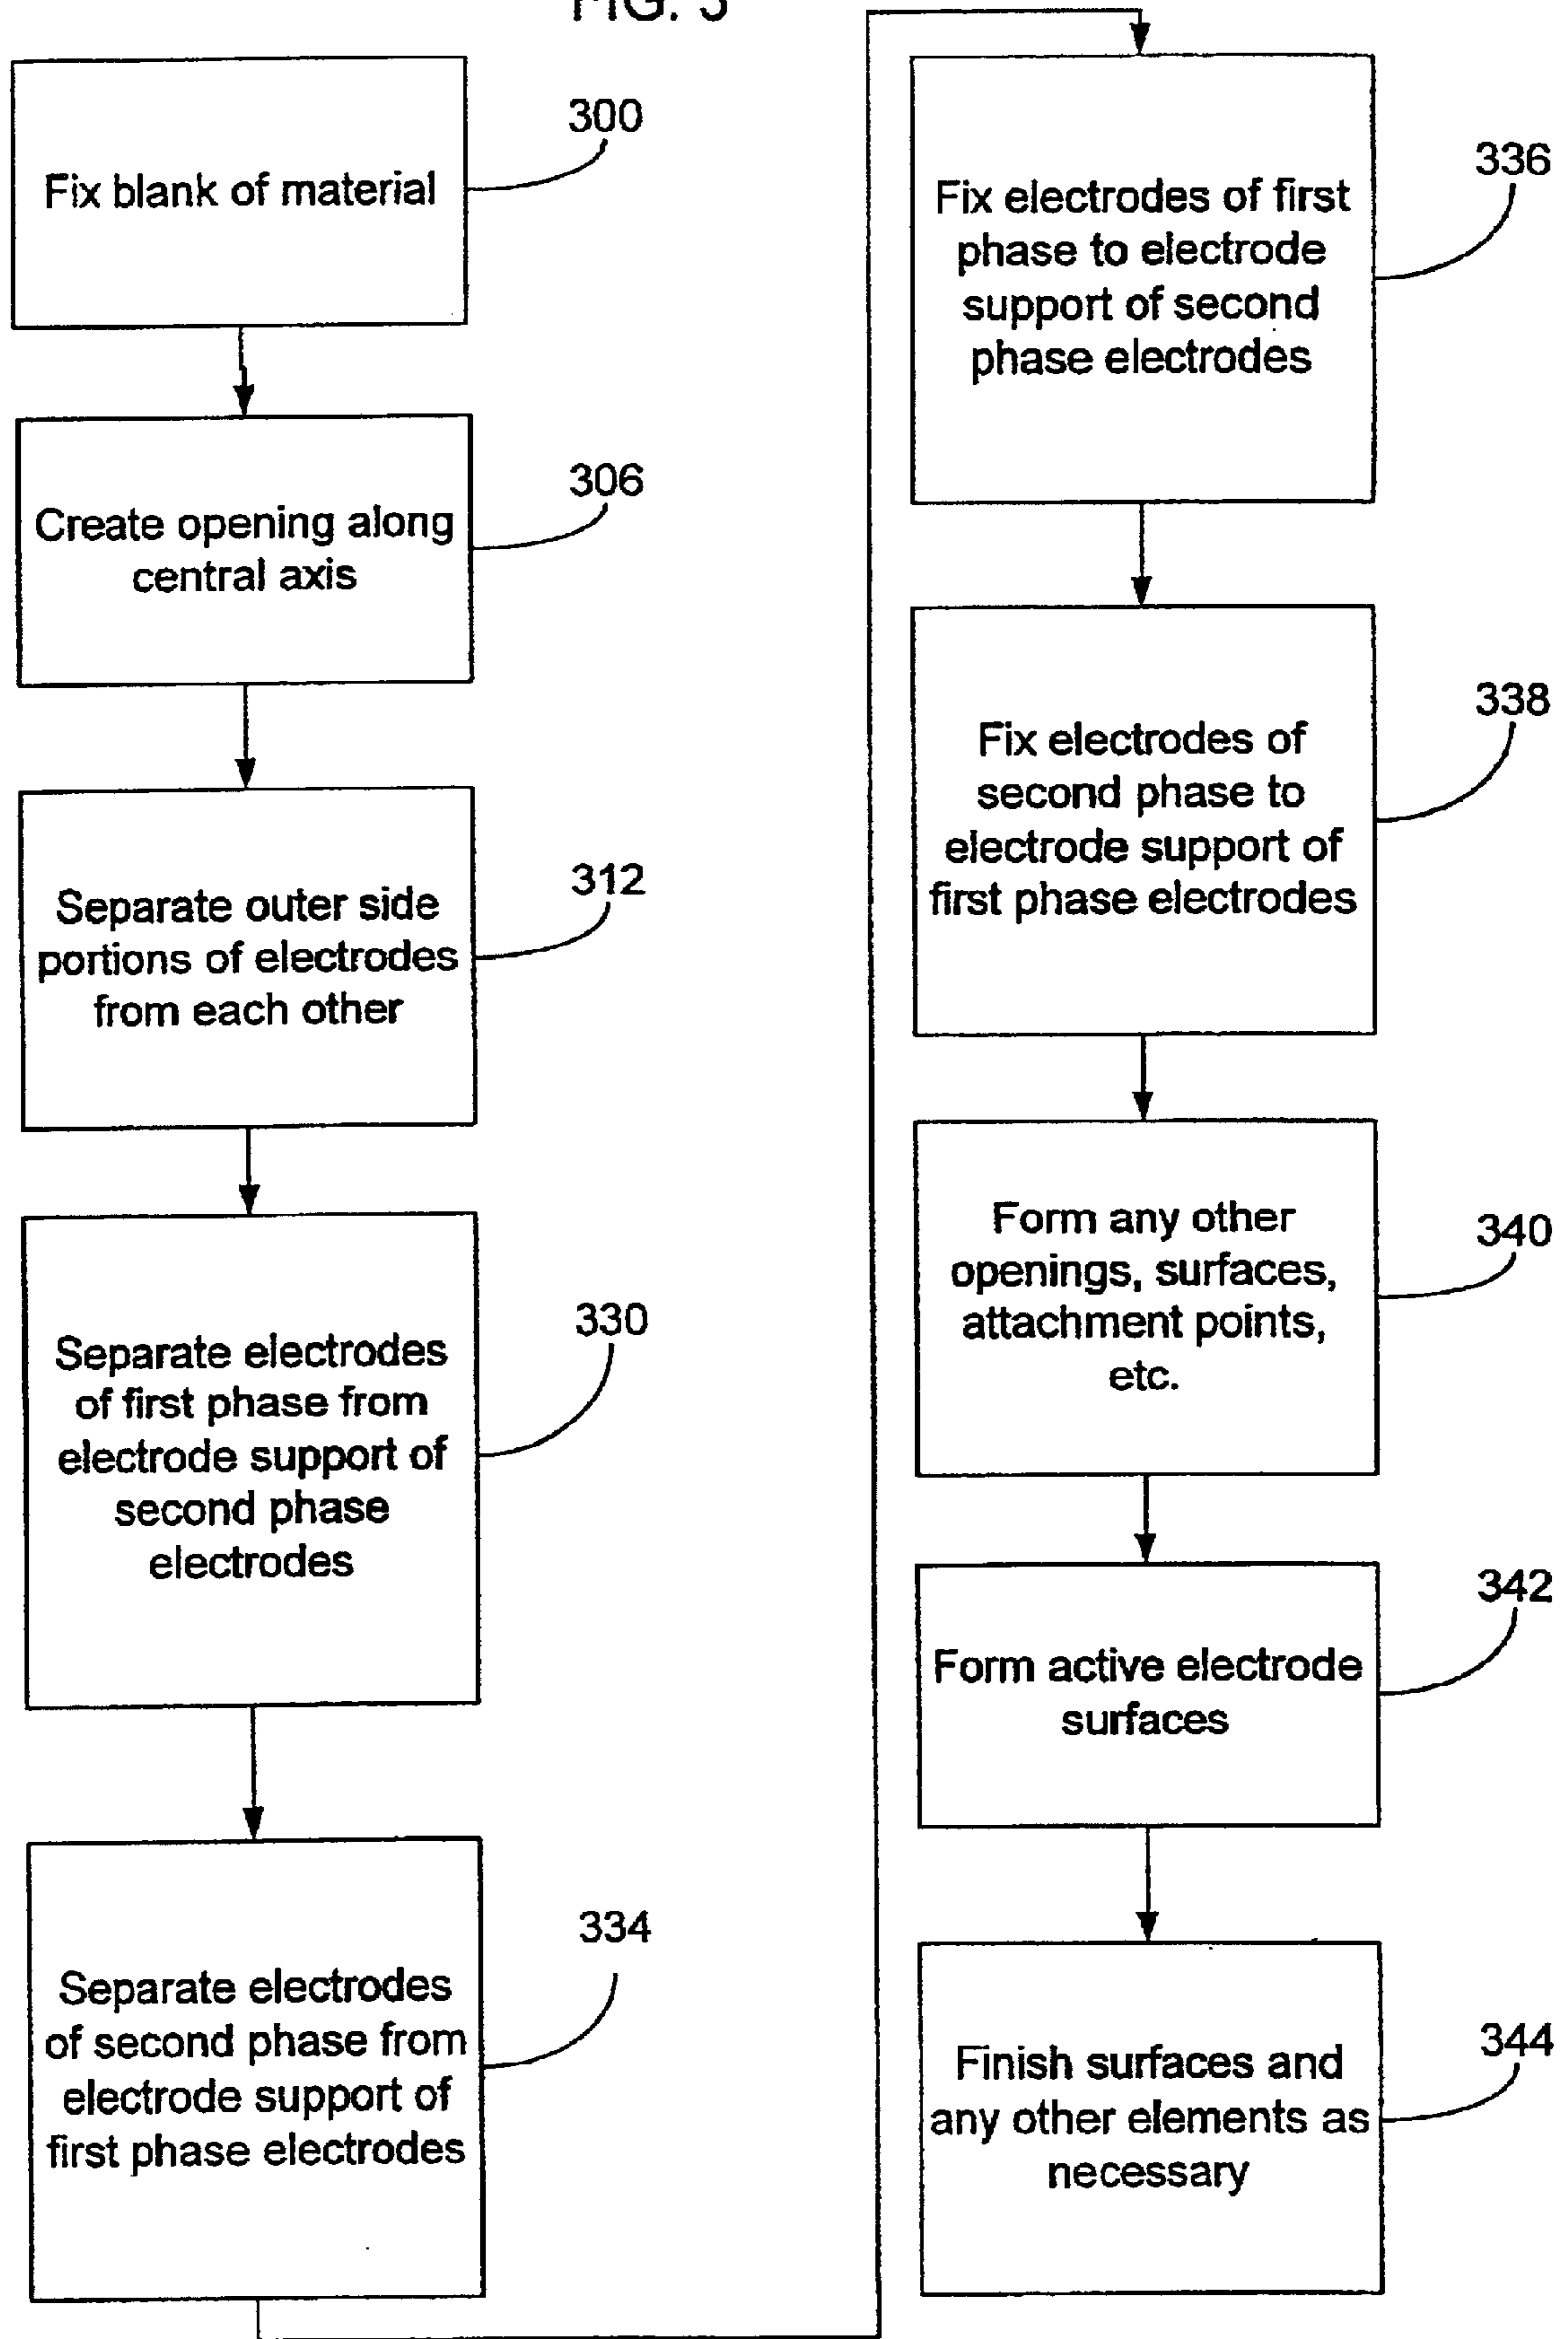 FIG. 3
Fix blank of material
300
Create opening along
central axis
306
Separate outer side
portions of electrodes
from each other
312
Separate electrodes
of first phase from
electrode support of
second phase
electrodes
330
Separate electrodes
of second phase from
electrode support of
first phase electrodes
334
Fix electrodes of first
phase to electrode
support of second
phase electrodes
336
Fix electrodes of
second phase to
electrode support of
first phase electrodes
338
Form any other
openings, surfaces,
attachment points,
etc.
340
Form active electrode
surfaces
342
Finish surfaces and
any other elements as
necessary
344